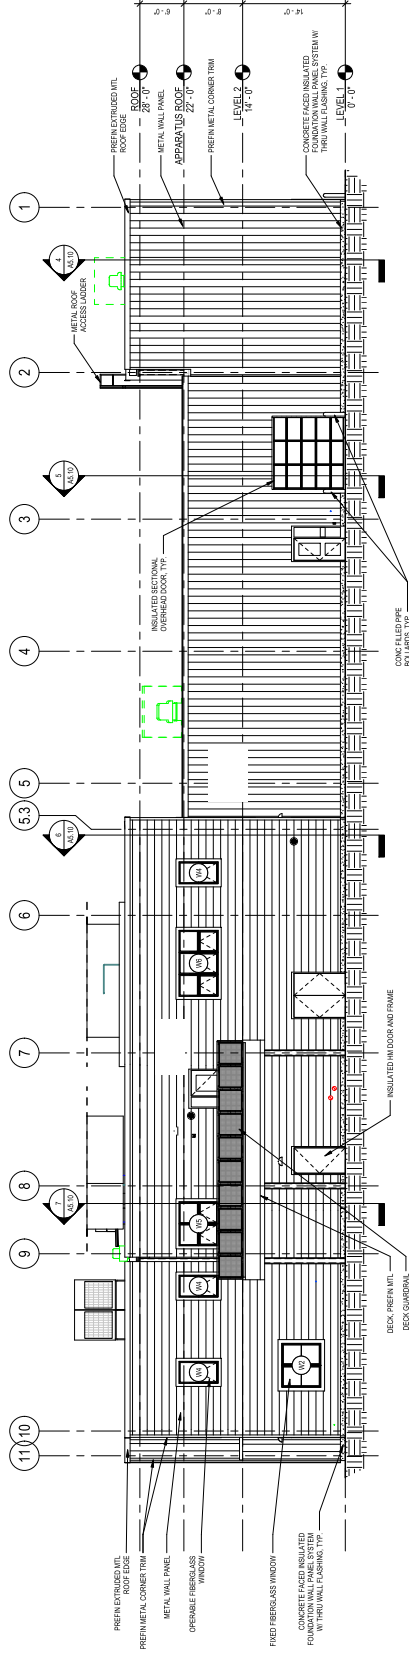 11
10
9
8
7
6
5.3
5
4
3
2
1
7
A5.10
6
A5.10
5
A5.10
4
A5.10
METAL ROOF
ACCESS LADDER
PREFIN EXTRUDED MTL
ROOF EDGE
PREFIN METAL CORNER TRIM
METAL WALL PANEL
OPERABLE FIBERGLASS
WINDOW
FIXED FIBERGLASS WINDOW
CONCRETE FACED INSULATED
FOUNDATION WALL PANEL SYSTEM
W/ THRU WALL FLASHING, TYP.
W4
W4
W5
W6
W4
W2
INSULATED SECTIONAL
OVERHEAD DOOR, TYP.
PREFIN EXTRUDED MTL
ROOF EDGE
ROOF
28' - 0"
METAL WALL PANEL
APPARATUS ROOF
22' - 0"
PREFIN METAL CORNER TRIM
LEVEL 2
14' - 0"
CONCRETE FACED INSULATED
FOUNDATION WALL PANEL SYSTEM W/
THRU WALL FLASHING, TYP.
LEVEL 1
0' - 0"
6' - 0"
8' - 0"
14' - 0"
DECK, PREFIN MTL
DECK GUARDRAIL
INSULATED HM DOOR AND FRAME
CONC FILLED PIPE
BOLLARDS, TYP.